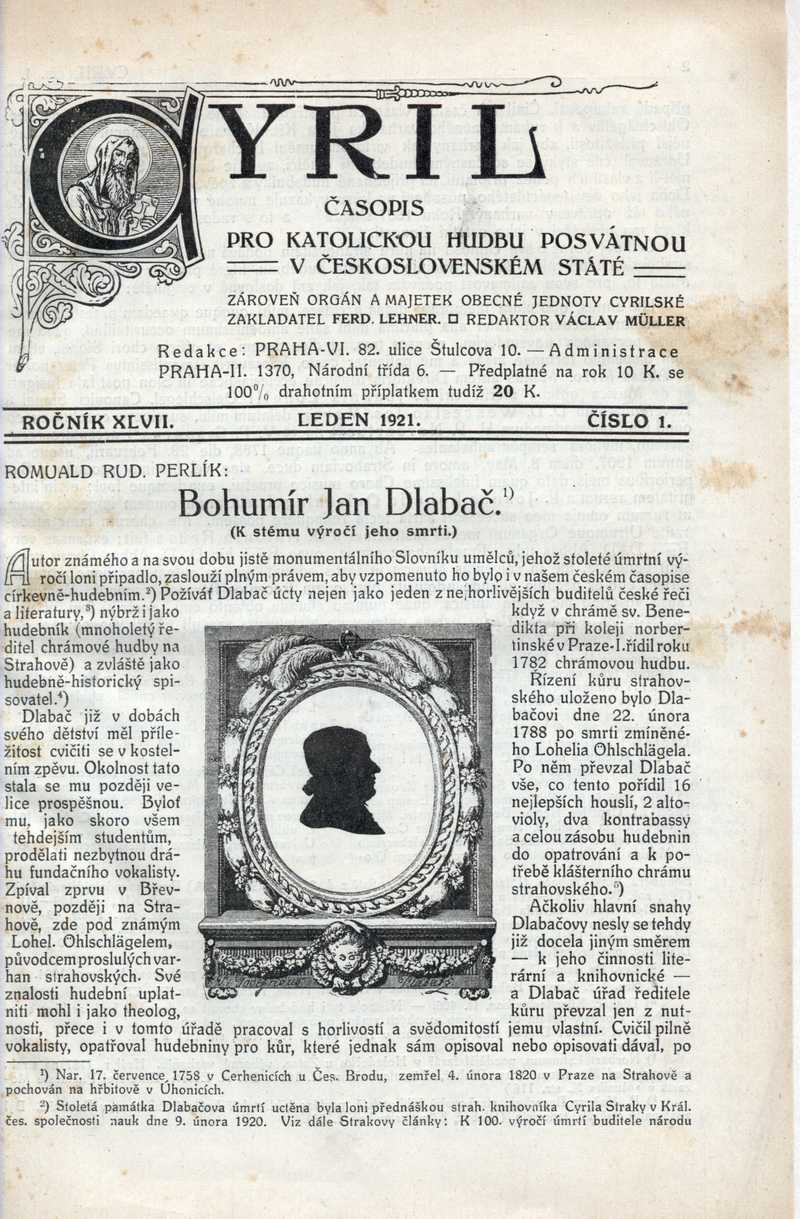 CYRIL
ČASOPIS
PRO KATOLICKOU HUDBU POSVÁTNOU
V ČESKOSLOVENSKÉM STÁTĚ
ZÁROVEŇ ORGÁN A MAJETEK OBECNÉ JEDNOTY CYRILSKÉ
ZAKLADATEL FERD. LEHNER. □ REDAKTOR VÁCLAV MÜLLER
Redakce: PRAHA-VI. 82. ulice Štulcova 10. — Administrace
PRAHA-II. 1370, Národní třída 6. — Předplatné na rok 10 K. se
100% drahotním příplatkem tudíž 20 K.
ROČNÍK XLVII. LEDEN 1921. ČÍSLO 1.
ROMUALD RUD. PERLÍK:
Bohumír Jan Dlabač.¹)
(K stému výročí jeho smrti.)
Autor známého a na svou dobu jistě monumentálního Slovníku umělců, jehož stoleté úmrtní vý-
ročí loni připadlo, zaslouží plným právem, aby vzpomenuto ho bylo i v našem českém časopise
církevně-hudebním.²) Požíváť Dlabač úcty nejen jako jeden z nejhorlivějších buditelů české řeči
a literatury,³) nýbrž i jako
hudebník (mnoholetý ře-
ditel chrámové hudby na
Strahově) a zvláště jako
hudebně-historický spi-
sovatel.⁴)
Dlabač již v dobách
svého dětství měl příle-
žitost cvičiti se v kostel-
ním zpěvu. Okolnost tato
stala se mu později ve-
lice prospěšnou. Byloť
mu, jako skoro všem
tehdejším studentům,
prodělati nezbytnou drá-
hu fundačního vokalisty.
Zpíval zprvu v Břev-
nově, později na Stra-
hově, zde pod známým
Lohel. Öhlschlägelem,
původcem proslulých var-
han strahovských. Své
znalosti hudební uplat-
niti mohl i jako theolog,
když v chrámě sv. Bene-
dikta při koleji norber-
tinské v Praze-I. řídil roku
1782 chrámovou hudbu.
Řízení kůru strahov-
ského uloženo bylo Dla-
bačovi dne 22. února
1788 po smrti zmíněné-
ho Lohelia Öhlschlägela.
Po něm převzal Dlabač
vše, co tento pořídil 16
nejlepších houslí, 2 alto-
violy, dva kontrabassy
a celou zásobu hudebnin
do opatrování a k po-
třebě klášterního chrámu
strahovského.⁵)
Ačkoliv hlavní snahy
Dlabačovy nesly se tehdy
již docela jiným směrem
— k jeho činnosti lite-
rární a knihovnické —
a Dlabač úřad ředitele
kůru převzal jen z nut-
nosti, přece i v tomto úřadě pracoval s horlivostí a svědomitostí jemu vlastní. Cvičil pilně
vokalisty, opatřoval hudebniny pro kůr, které jednak sám opisoval nebo opisovati dával, po
¹) Nar. 17. července 1758 v Cerhenicích u Čes. Brodu, zemřel 4. února 1820 v Praze na Strahově a
pochován na hřbitově v Úhonicích.
²) Stoletá památka Dlabačova úmrtí uctěna byla loni přednáškou strah. knihovníka Cyrila Straky v Král.
čes. společnosti nauk dne 9. února 1920. Viz dále Strakovy články: K 100. výročí úmrtí buditele národu